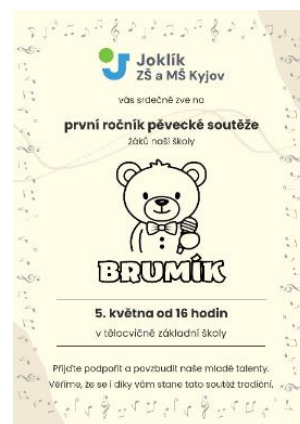 Joklík
ZŠ a MŠ Kyjov
vás srdečně zve na
první ročník pěvecké soutěže
žáků naší školy
BRUMÍK
5. května od 16 hodin
v tělocvičně základní školy
Přijďte podpořit a povzbudit naše mladé talenty.
Věříme, že se i díky vám stane tato soutěž tradiční.